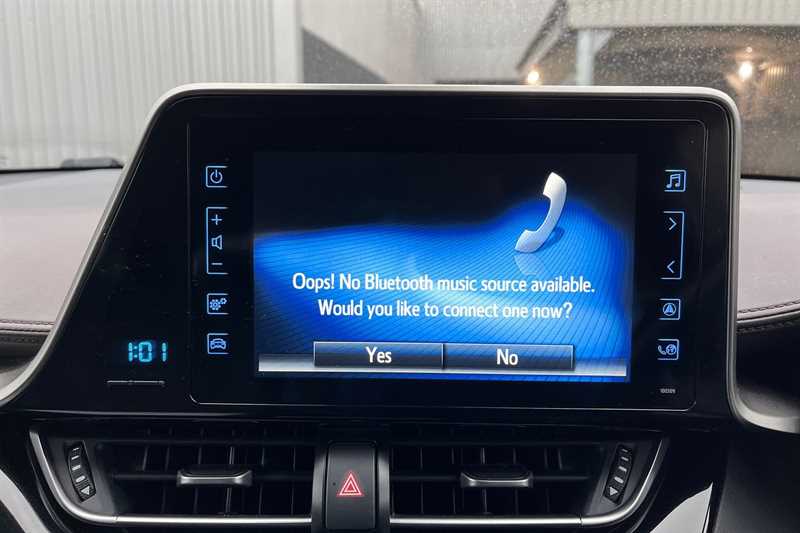 Oops! No Bluetooth music source available.
Would you like to connect one now?
Yes
No
1:01